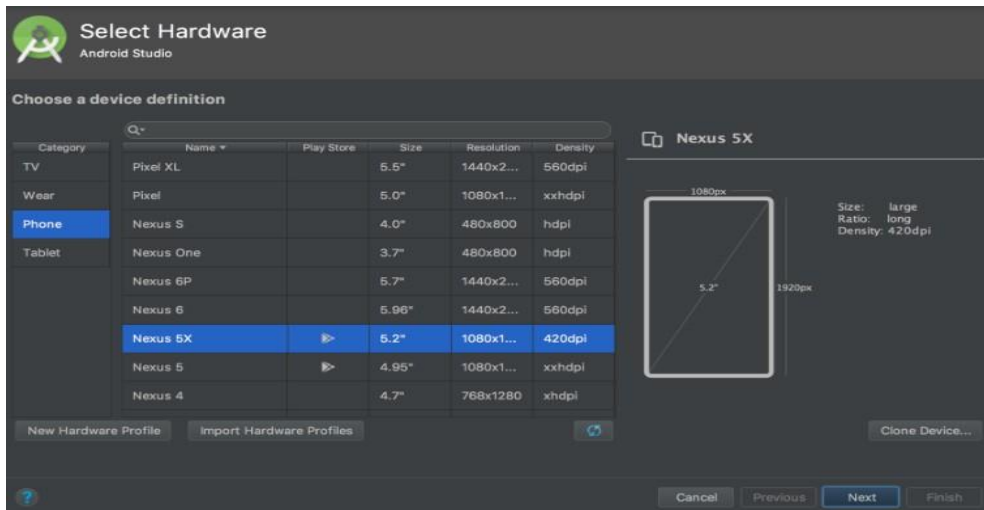 Select Hardware
Android Studio
Choose a device definition
Category Name Play Store Size Resolution Density
TV Pixel XL 5.5" 1440x2... 560dpi
Wear Pixel 5.0" 1080x1... xxhdpi
Phone Nexus S 4.0" 480x800 hdpi
Tablet Nexus One 3.7" 480x800 hdpi
Nexus 6P 5.7" 1440x2... 560dpi
Nexus 6 5.96" 1440x2... 560dpi
Nexus 5X 5.2" 1080x1... 420dpi
Nexus 5 4.95" 1080x1... xxhdpi
Nexus 4 4.7" 768x1280 xhdpi
New Hardware Profile Import Hardware Profiles
Nexus 5X
1080px
Size: large
Ratio: long
Density: 420dpi
5.2" 1920px
Clone Device...
? Cancel Previous Next Finish